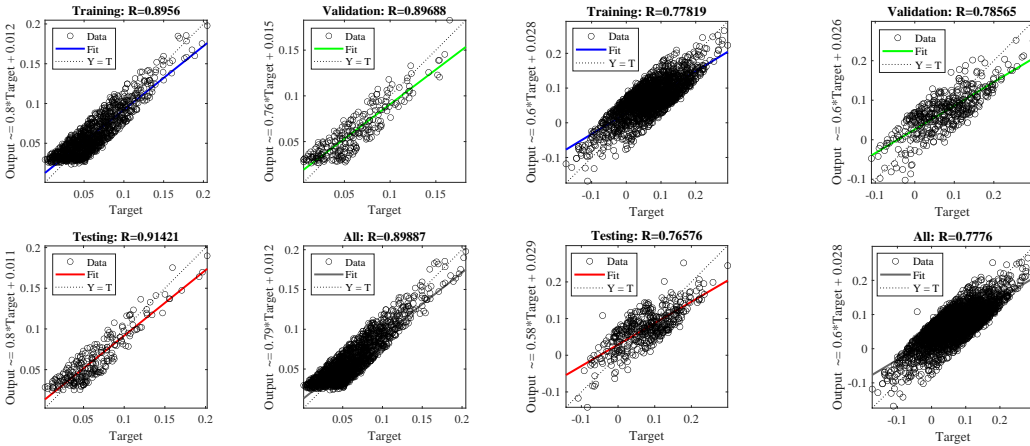 Training: R=0.8956
Output ~= 0.8*Target + 0.012
0.2
0.15
0.1
0.05
Data
Fit
Y = T
0.05 0.1 0.15 0.2
Target
Validation: R=0.89688
Output ~= 0.76*Target + 0.015
0.15
0.1
0.05
Data
Fit
Y = T
0.05 0.1 0.15
Target
Training: R=0.77819
Output ~= 0.6*Target + 0.028
0.2
0.1
0
-0.1
Data
Fit
Y = T
-0.1 0 0.1 0.2
Target
Validation: R=0.78565
Output ~= 0.6*Target + 0.026
0.2
0.1
0
-0.1
Data
Fit
Y = T
-0.1 0 0.1 0.2
Target
Testing: R=0.91421
Output ~= 0.8*Target + 0.011
0.2
0.15
0.1
0.05
Data
Fit
Y = T
0.05 0.1 0.15 0.2
Target
All: R=0.89887
Output ~= 0.79*Target + 0.012
0.2
0.15
0.1
0.05
Data
Fit
Y = T
0.05 0.1 0.15 0.2
Target
Testing: R=0.76576
Output ~= 0.58*Target + 0.029
0.2
0.1
0
-0.1
Data
Fit
Y = T
-0.1 0 0.1 0.2
Target
All: R=0.7776
Output ~= 0.6*Target + 0.028
0.2
0.1
0
-0.1
Data
Fit
Y = T
-0.1 0 0.1 0.2
Target